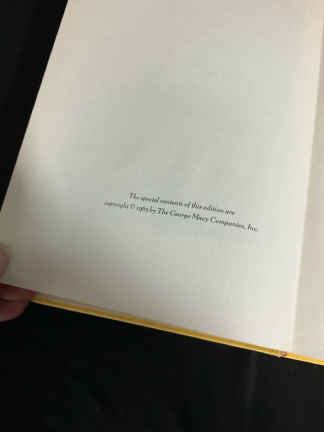 The special contents of this edition are
copyright © 1963 by The George Macy Companies, Inc.